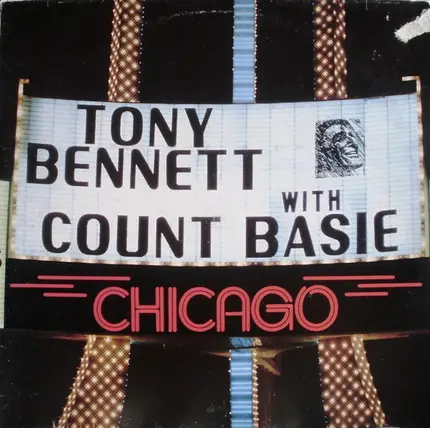 TONY
BENNETT
WITH
COUNT BASIE
CHICAGO